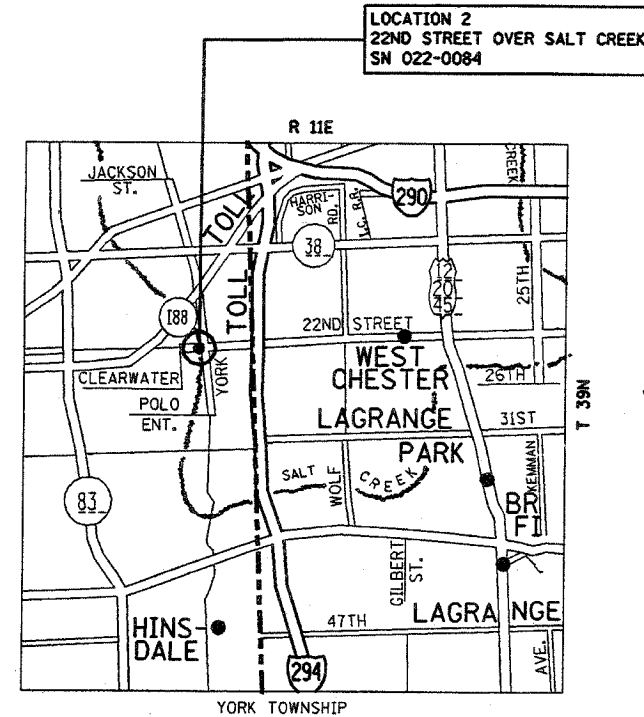 LOCATION 2
22ND STREET OVER SALT CREEK
SN 022-0084
R 11E
JACKSON
ST.
TOLL
TOLL
HARRI-
SON
RD.
I.C. R.R.
290
CREEK
38
12
20
45
25TH
188
22ND STREET
WEST
CHESTER
CLEARWATER
YORK
26TH
POLO
ENT.
LAGRANGE
PARK
31ST
T 39N
SALT
CREEK
WOLF
KEMMAN
83
BR
FI
GILBERT
ST.
HINS-
DALE
47TH
LAGRANGE
AVE.
294
YORK TOWNSHIP